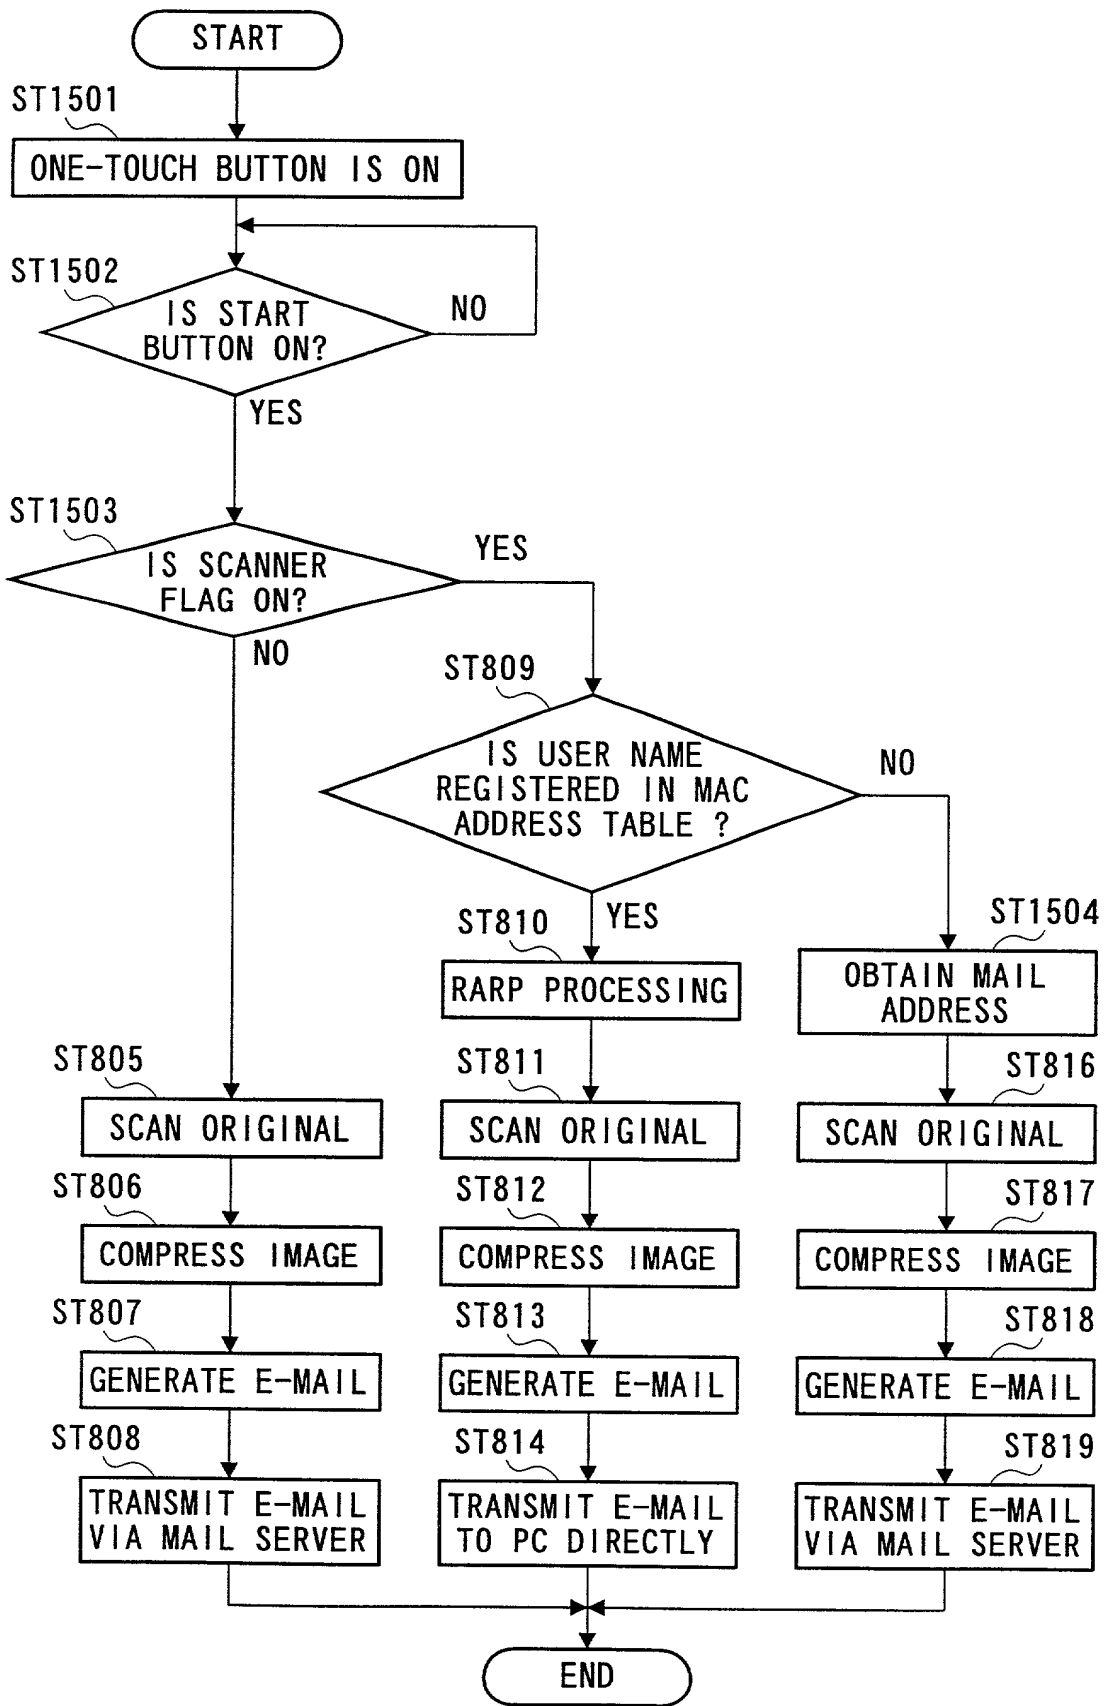 START
ST1501
ONE-TOUCH BUTTON IS ON
ST1502
IS START
BUTTON ON?
NO
YES
ST1503
IS SCANNER
FLAG ON?
YES
NO
ST809
IS USER NAME
REGISTERED IN MAC
ADDRESS TABLE ?
NO
YES
ST810
RARP PROCESSING
ST1504
OBTAIN MAIL
ADDRESS
ST805
SCAN ORIGINAL
ST811
SCAN ORIGINAL
ST816
SCAN ORIGINAL
ST806
COMPRESS IMAGE
ST812
COMPRESS IMAGE
ST817
COMPRESS IMAGE
ST807
GENERATE E-MAIL
ST813
GENERATE E-MAIL
ST818
GENERATE E-MAIL
ST808
TRANSMIT E-MAIL
VIA MAIL SERVER
ST814
TRANSMIT E-MAIL
TO PC DIRECTLY
ST819
TRANSMIT E-MAIL
VIA MAIL SERVER
END